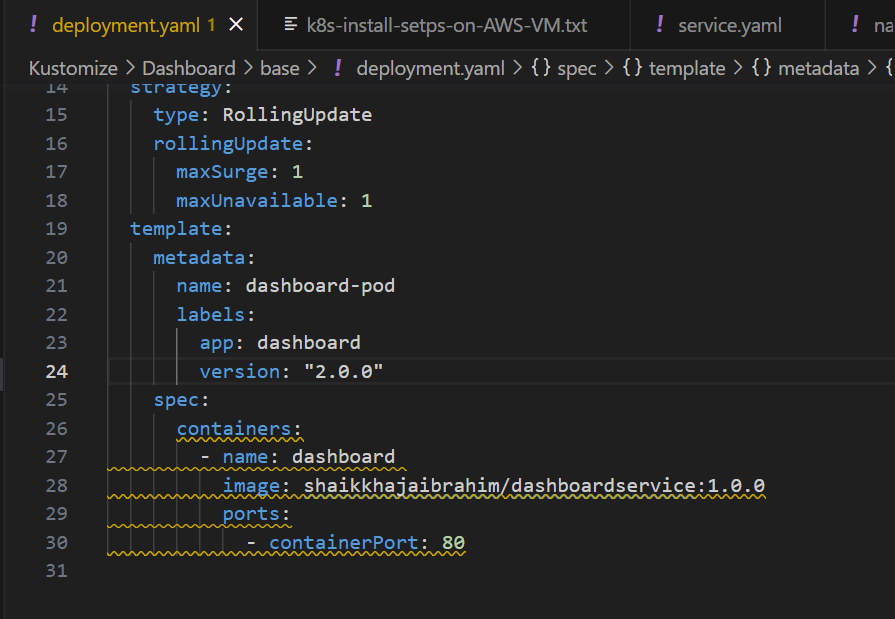 ! deployment.yaml 1 × k8s-install-setps-on-AWS-VM.txt ! service.yaml ! na
Kustomize > Dashboard > base > ! deployment.yaml > {} spec > {} template > {} metadata > {
14 strategy:
15 type: RollingUpdate
16 rollingUpdate:
17 maxSurge: 1
18 maxUnavailable: 1
19 template:
20 metadata:
21 name: dashboard-pod
22 labels:
23 app: dashboard
24 version: "2.0.0"
25 spec:
26 containers:
27 - name: dashboard
28 image: shaikkhajaibrahim/dashboardservice:1.0.0
29 ports:
30 - containerPort: 80
31